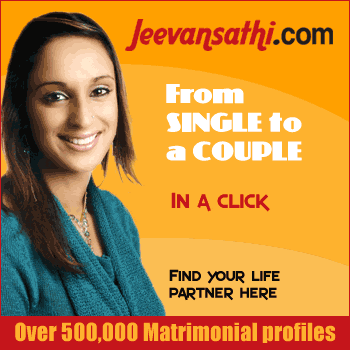 Jeevansathi.com
From
SINGLE to
a COUPLE
IN A CLICK
FIND YOUR LIFE
PARTNER HERE
Over 500,000 Matrimonial profiles